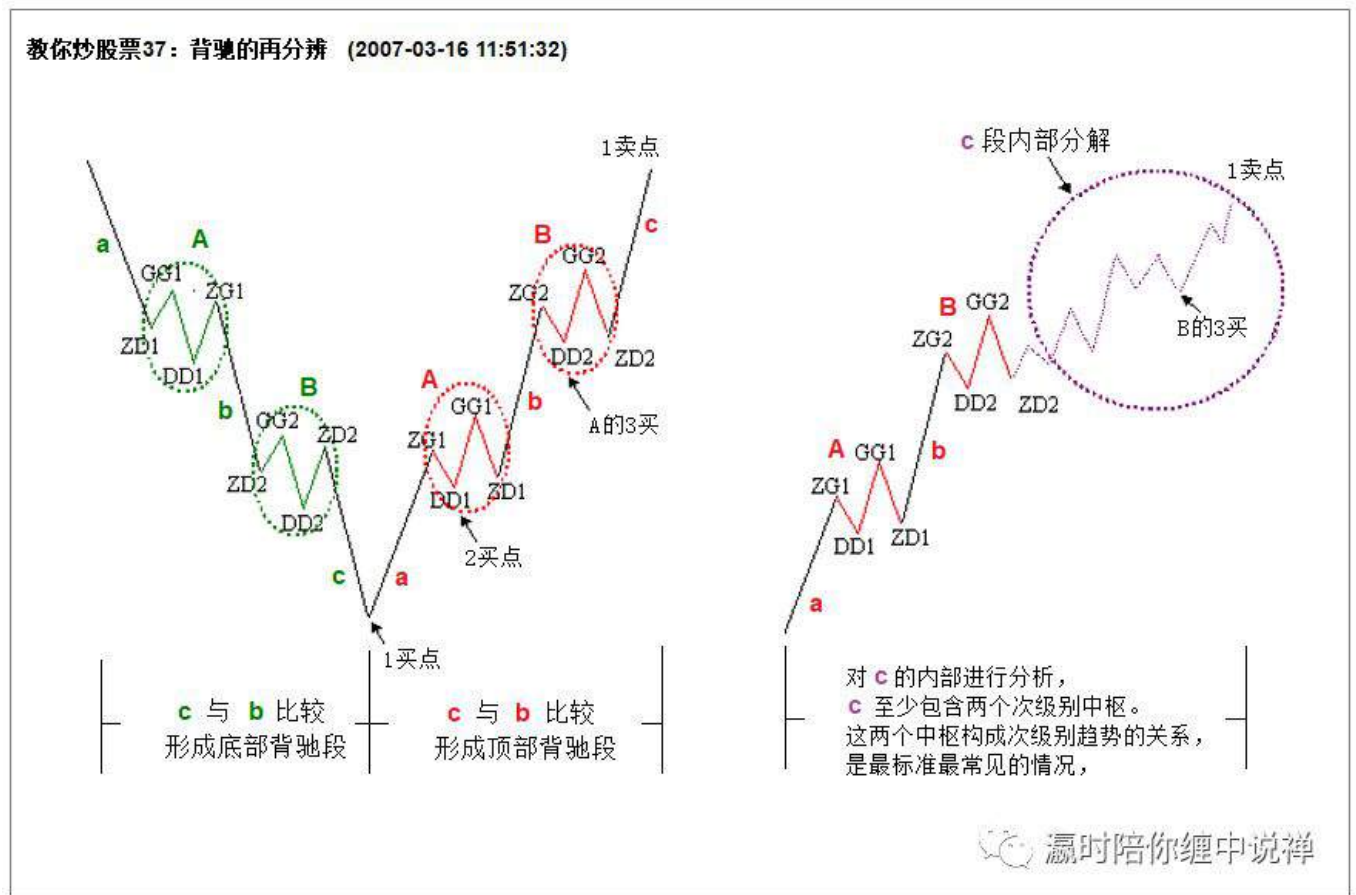 教你炒股票37：背驰的再分辨 (2007-03-16 11:51:32)
a
A
GG1
ZG1
ZD1
DD1
b
B
GG2
ZD2
ZD2
DD2
c
1买点
a
A
GG1
ZG1
DD1
ZD1
2买点
b
B
GG2
ZG2
DD2
ZD2
A的3买
c
1卖点
c 与 b 比较
形成底部背驰段
c 与 b 比较
形成顶部背驰段
c 段内部分解
1卖点
B GG2
ZG2
B的3买
DD2
ZD2
A GG1
b
ZG1
DD1
ZD1
a
对 c 的内部进行分析，
c 至少包含两个次级别中枢。
这两个中枢构成次级别趋势的关系，
是最标准最常见的情况，
瀛时陪你缠中说禅